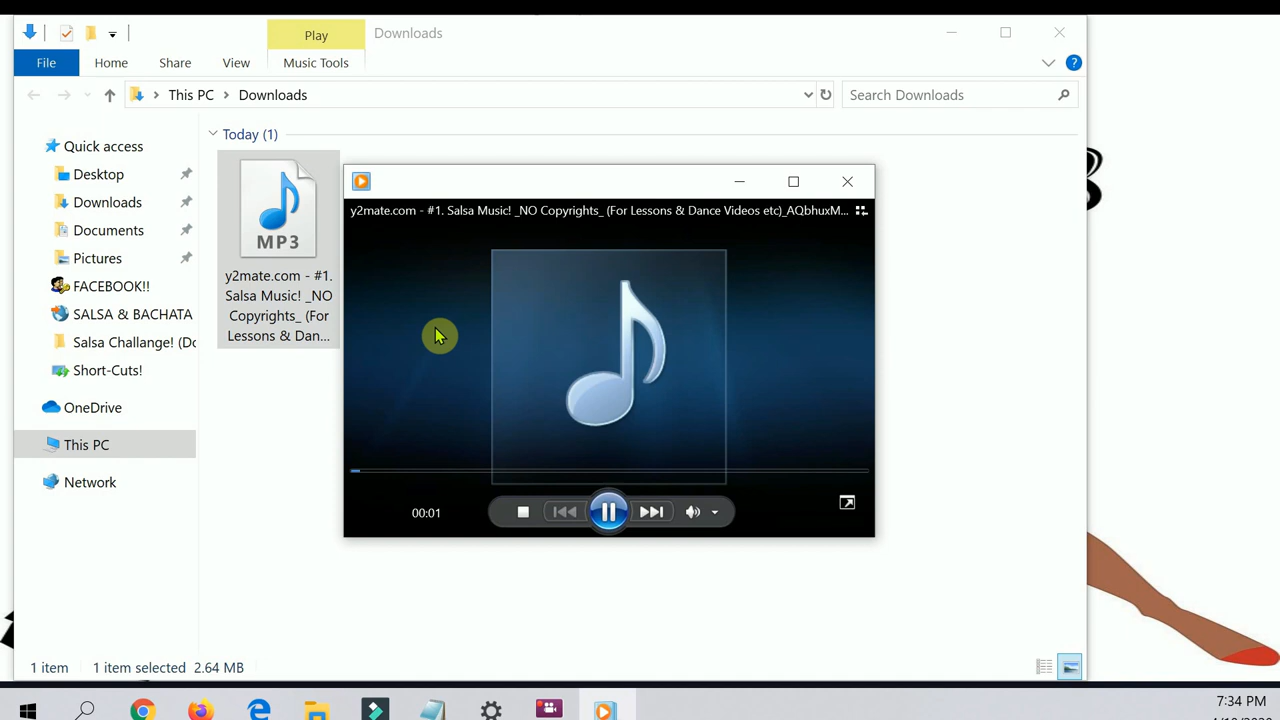 Play
Downloads
File
Home
Share
View
Music Tools
This PC
Downloads
Search Downloads
Quick access
Desktop
Downloads
Documents
Pictures
FACEBOOK!!
SALSA & BACHATA
Salsa Challange! (Do
Short-Cuts!
OneDrive
This PC
Network
Today (1)
MP3
y2mate.com - #1.
Salsa Music! _NO
Copyrights_ (For
Lessons & Dan...
y2mate.com - #1. Salsa Music! _NO Copyrights_ (For Lessons & Dance Videos etc)_AQbhuxM...
00:01
1 item
1 item selected
2.64 MB
7:34 PM